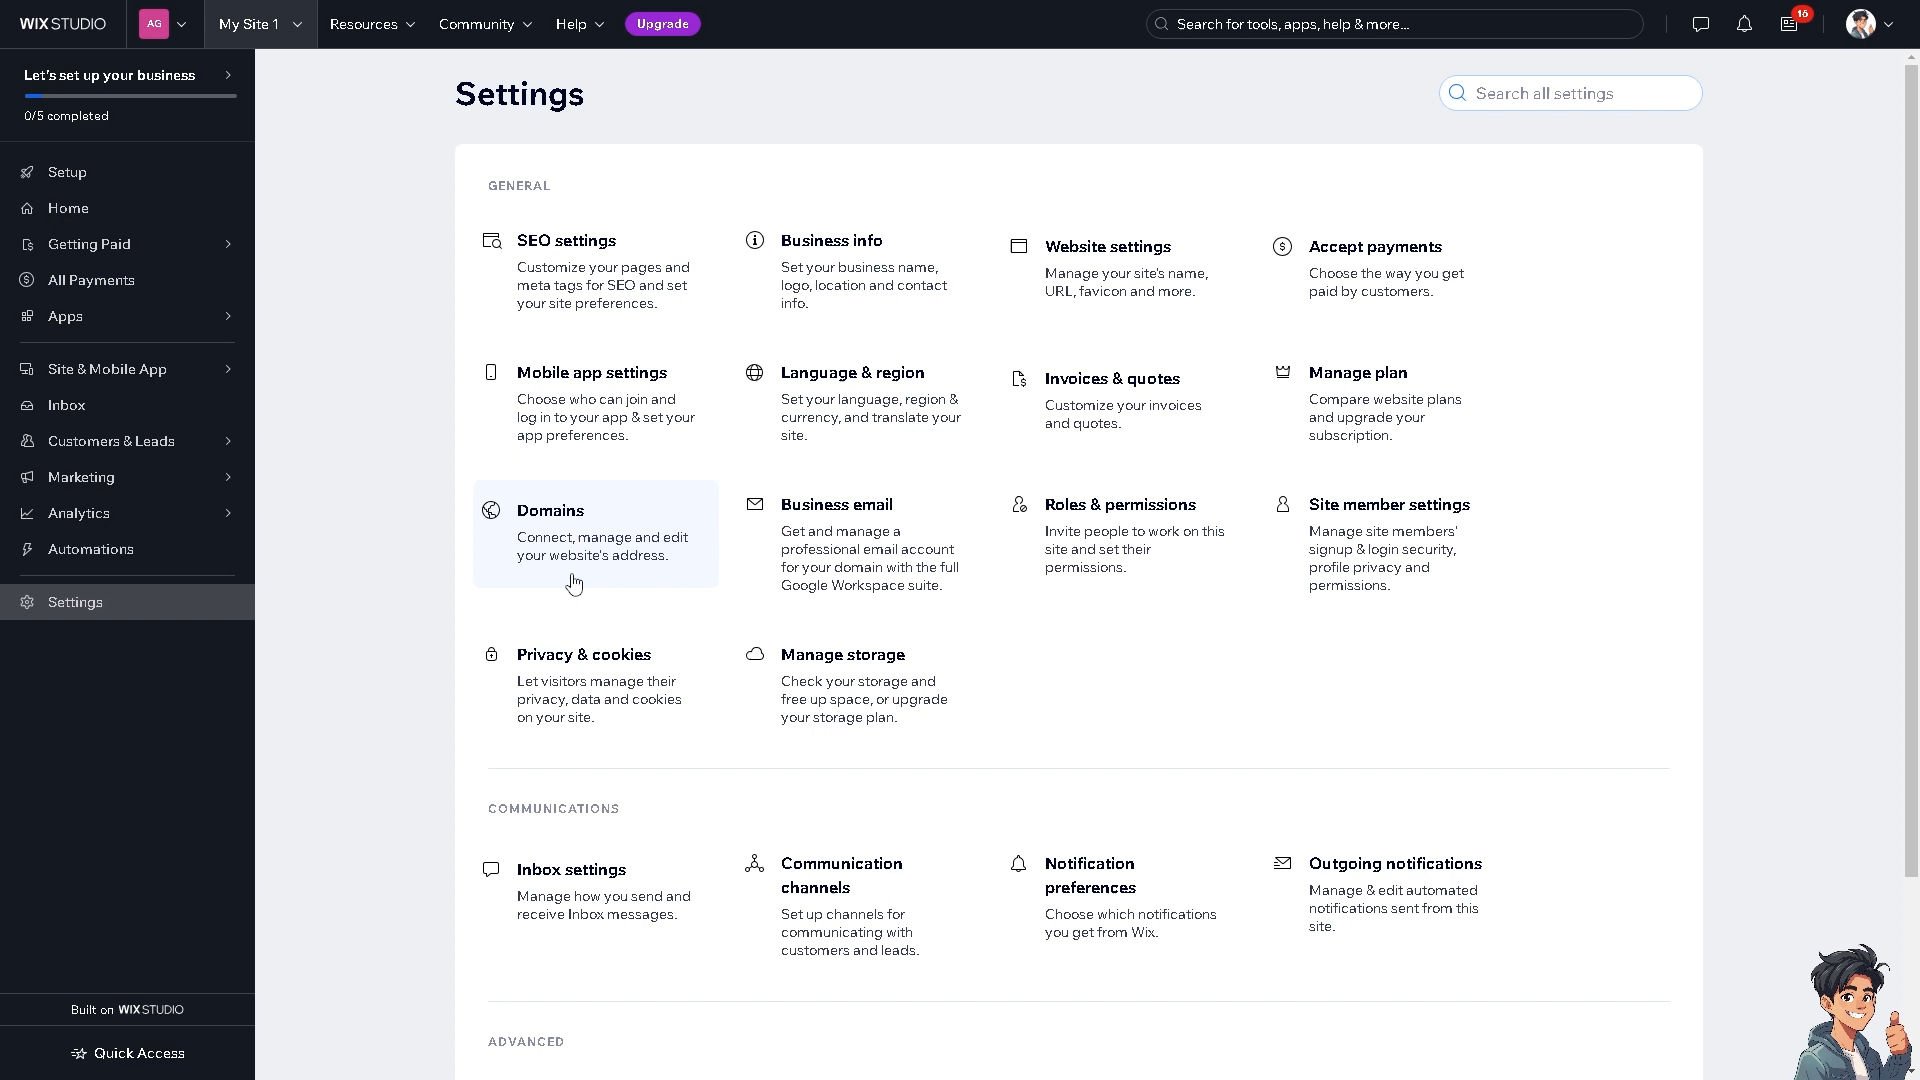 WIX STUDIO
AG
My Site 1
Resources
Community
Help
Upgrade
Search for tools, apps, help & more...
16
Let's set up your business
0/5 completed
Setup
Home
Getting Paid
All Payments
Apps
Site & Mobile App
Inbox
Customers & Leads
Marketing
Analytics
Automations
Settings
Built on WIX STUDIO
Quick Access
Settings
Search all settings
GENERAL
SEO settings
Customize your pages and
meta tags for SEO and set
your site preferences.
Business info
Set your business name,
logo, location and contact
info.
Website settings
Manage your site's name,
URL, favicon and more.
Accept payments
Choose the way you get
paid by customers.
Mobile app settings
Choose who can join and
log in to your app & set your
app preferences.
Language & region
Set your language, region &
currency, and translate your
site.
Invoices & quotes
Customize your invoices
and quotes.
Manage plan
Compare website plans
and upgrade your
subscription.
Domains
Connect, manage and edit
your website's address.
Business email
Get and manage a
professional email account
for your domain with the full
Google Workspace suite.
Roles & permissions
Invite people to work on this
site and set their
permissions.
Site member settings
Manage site members'
signup & login security,
profile privacy and
permissions.
Privacy & cookies
Let visitors manage their
privacy, data and cookies
on your site.
Manage storage
Check your storage and
free up space, or upgrade
your storage plan.
COMMUNICATIONS
Inbox settings
Manage how you send and
receive Inbox messages.
Communication
channels
Set up channels for
communicating with
customers and leads.
Notification
preferences
Choose which notifications
you get from Wix.
Outgoing notifications
Manage & edit automated
notifications sent from this
site.
ADVANCED